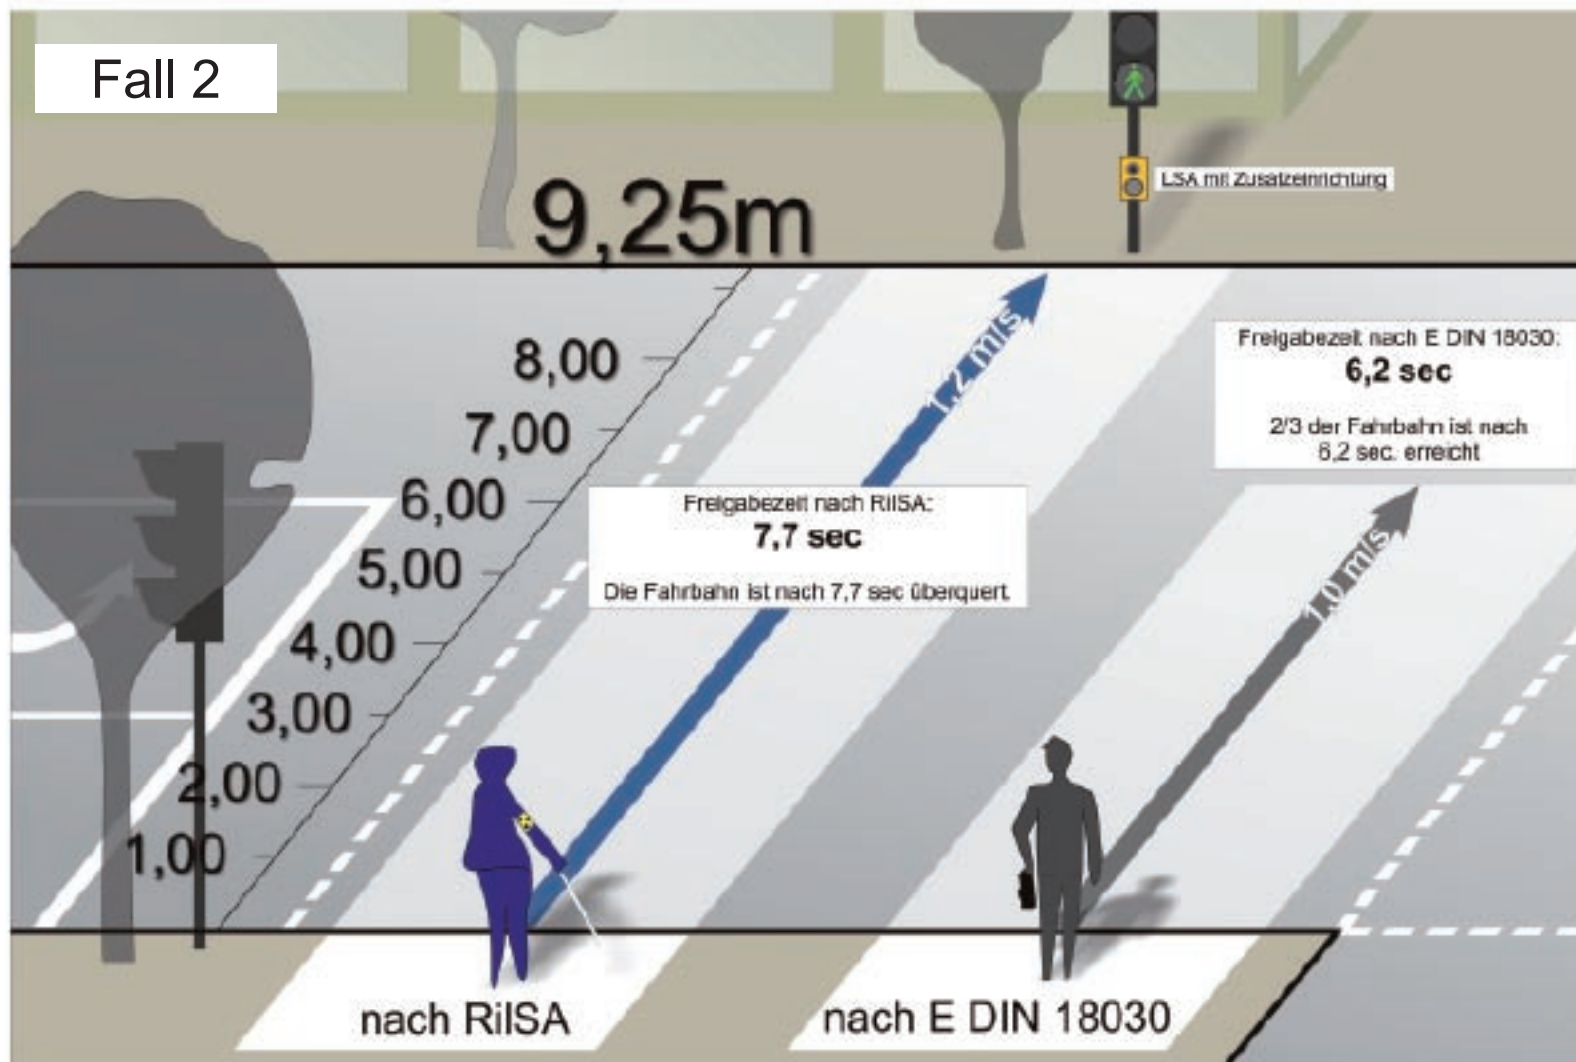 Fall 2
LSA mit Zusatzeinrichtung
9,25m
8,00
7,00
6,00
5,00
4,00
3,00
2,00
1,00
1,2 m/s
Freigabezeit nach RiISA:
7,7 sec
Die Fahrbahn ist nach 7,7 sec überquert
Freigabezeit nach E DIN 18030:
6,2 sec
2/3 der Fahrbahn ist nach
6,2 sec. erreicht
1,0 m/s
nach RiISA
nach E DIN 18030